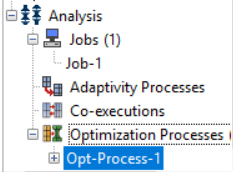 Analysis
Jobs (1)
Job-1
Adaptivity Processes
Co-executions
Optimization Processes (
Opt-Process-1